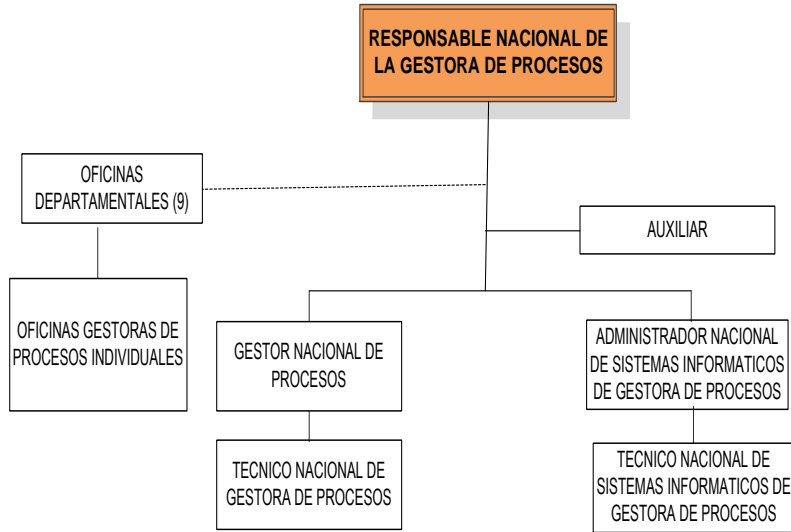 RESPONSABLE NACIONAL DE
LA GESTORA DE PROCESOS
OFICINAS
DEPARTAMENTALES (9)
AUXILIAR
OFICINAS GESTORAS DE
PROCESOS INDIVIDUALES
GESTOR NACIONAL DE
PROCESOS
ADMINISTRADOR NACIONAL
DE SISTEMAS INFORMATICOS
DE GESTORA DE PROCESOS
TECNICO NACIONAL DE
GESTORA DE PROCESOS
TECNICO NACIONAL DE
SISTEMAS INFORMATICOS DE
GESTORA DE PROCESOS